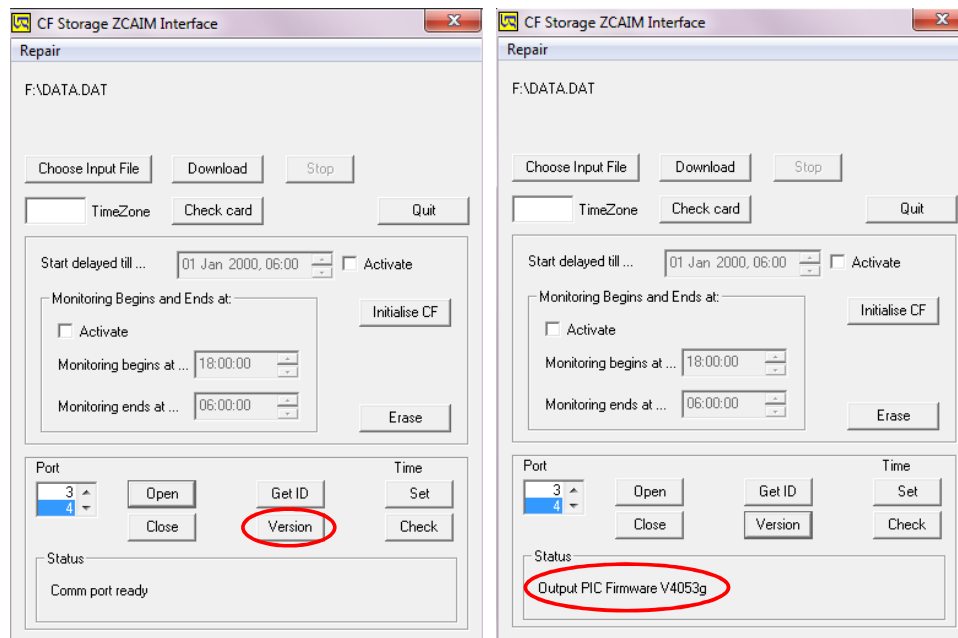 CF Storage ZCAIM Interface
Repair
F:\DATA.DAT
Choose Input File Download Stop
TimeZone Check card Quit
Start delayed till ... 01 Jan 2000, 06:00 Activate
Monitoring Begins and Ends at:
Initialise CF
Activate
Monitoring begins at ... 18:00:00
Monitoring ends at ... 06:00:00
Erase
Port Time
3 Open Get ID Set
4 Close Version Check
Status
Comm port ready
CF Storage ZCAIM Interface
Repair
F:\DATA.DAT
Choose Input File Download Stop
TimeZone Check card Quit
Start delayed till ... 01 Jan 2000, 06:00 Activate
Monitoring Begins and Ends at:
Initialise CF
Activate
Monitoring begins at ... 18:00:00
Monitoring ends at ... 06:00:00
Erase
Port Time
3 Open Get ID Set
4 Close Version Check
Status
Output PIC Firmware V4053g